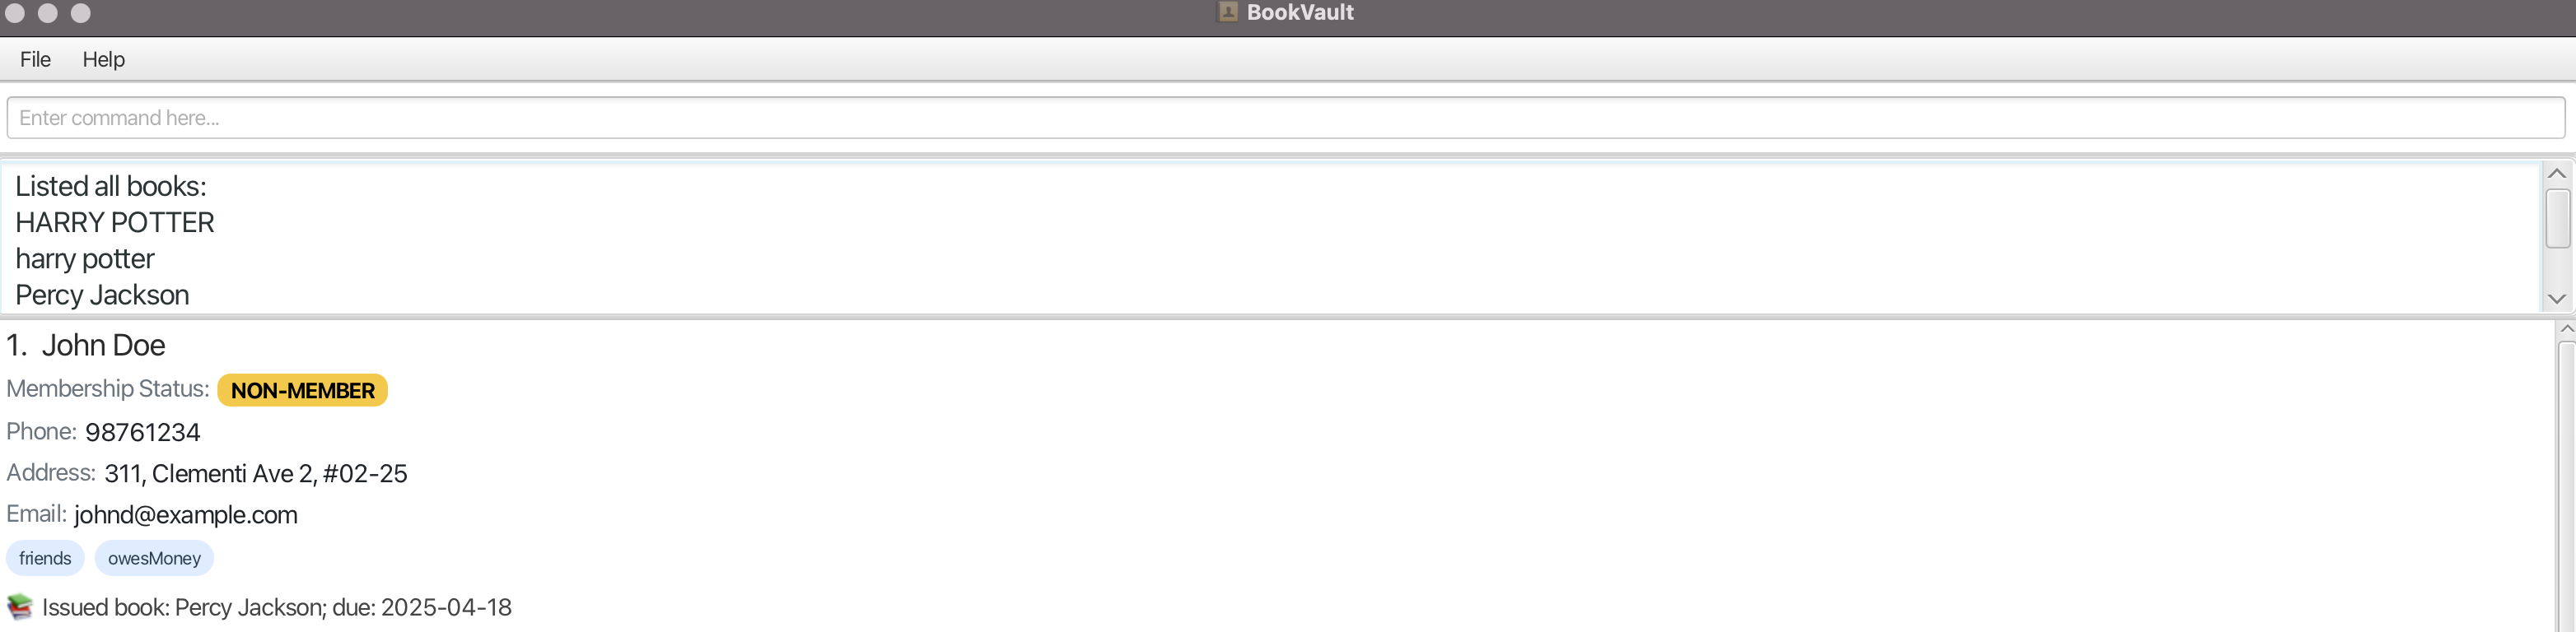 BookVault
File Help
Enter command here...
Listed all books:
HARRY POTTER
harry potter
Percy Jackson
1. John Doe
Membership Status: NON-MEMBER
Phone: 98761234
Address: 311, Clementi Ave 2, #02-25
Email: johnd@example.com
friends owesMoney
Issued book: Percy Jackson; due: 2025-04-18